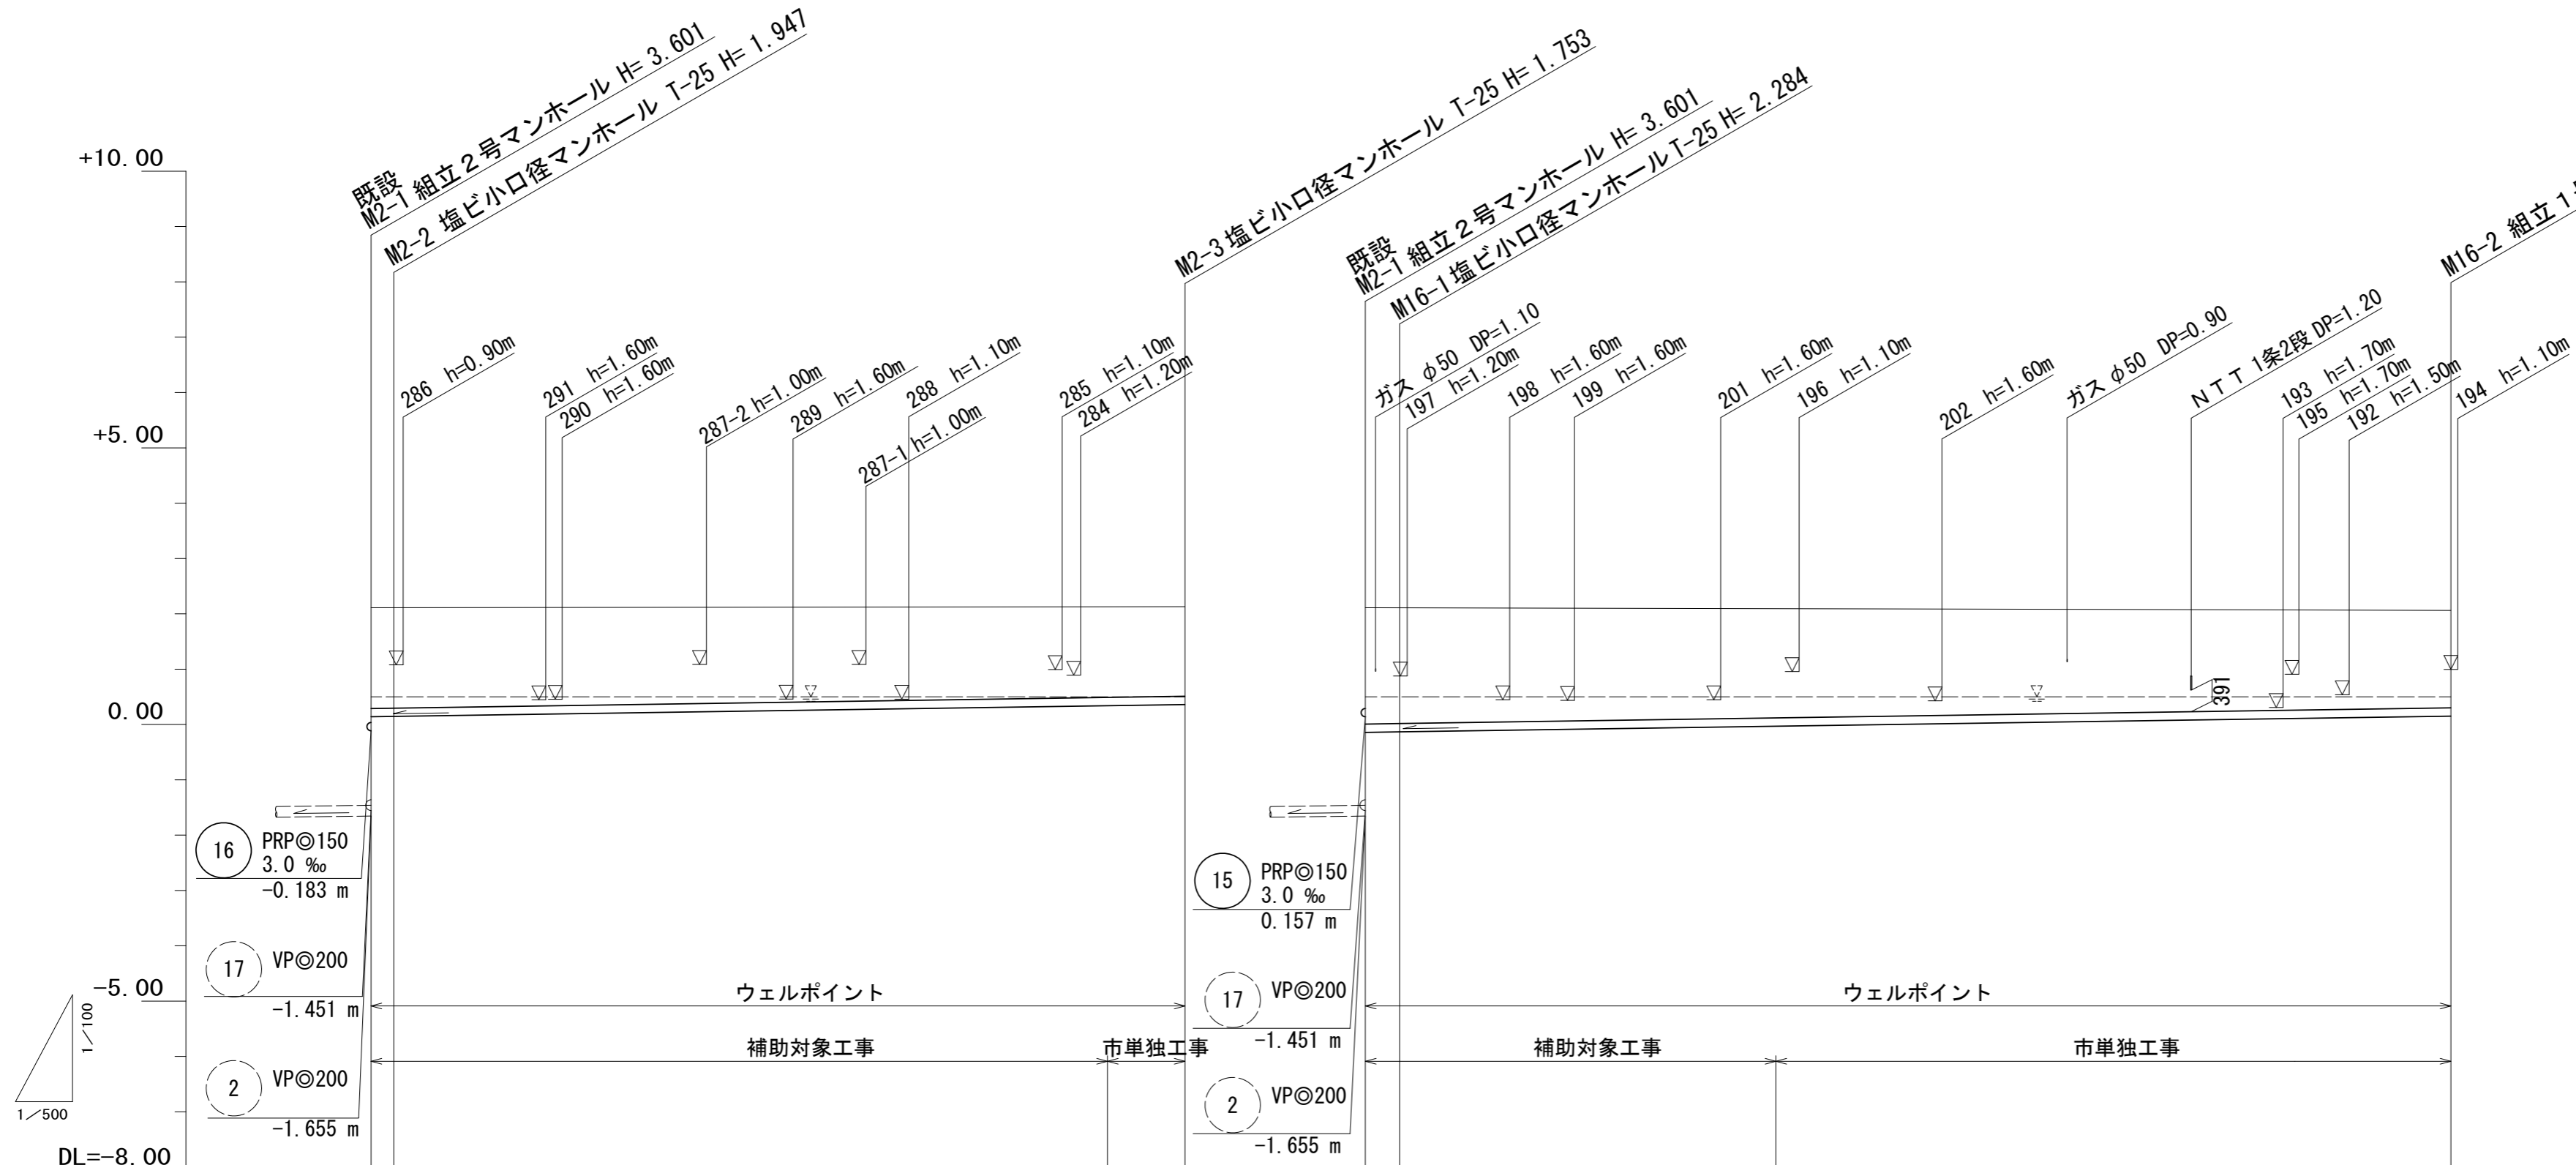 既設
M2-1 組立２号マンホール H= 3.601
M2-2 塩ビ小口径マンホール T-25 H= 1.947
M2-3 塩ビ小口径マンホール T-25 H= 1.753
既設
M2-1 組立２号マンホール H= 3.601
M16-1 塩ビ小口径マンホール T-25 H= 2.284
M16-2 組立１
+10.00
+5.00
0.00
-5.00
DL=-8.00
286 h=0.90m
291 h=1.60m
290 h=1.60m
287-2 h=1.00m
289 h=1.60m
287-1 h=1.00m
288 h=1.10m
285 h=1.10m
284 h=1.20m
ガス φ50 DP=1.10
197 h=1.20m
198 h=1.60m
199 h=1.60m
201 h=1.60m
196 h=1.10m
202 h=1.60m
ガス φ50 DP=0.90
ＮＴＴ 1条2段 DP=1.20
193 h=1.70m
195 h=1.70m
192 h=1.50m
194 h=1.10m
391
16 PRP◎150
3.0 ‰
-0.183 m
17 VP◎200
-1.451 m
2 VP◎200
-1.655 m
15 PRP◎150
3.0 ‰
0.157 m
17 VP◎200
-1.451 m
2 VP◎200
-1.655 m
ウェルポイント
補助対象工事
市単独工事
ウェルポイント
補助対象工事
市単独工事
1／100
1／500